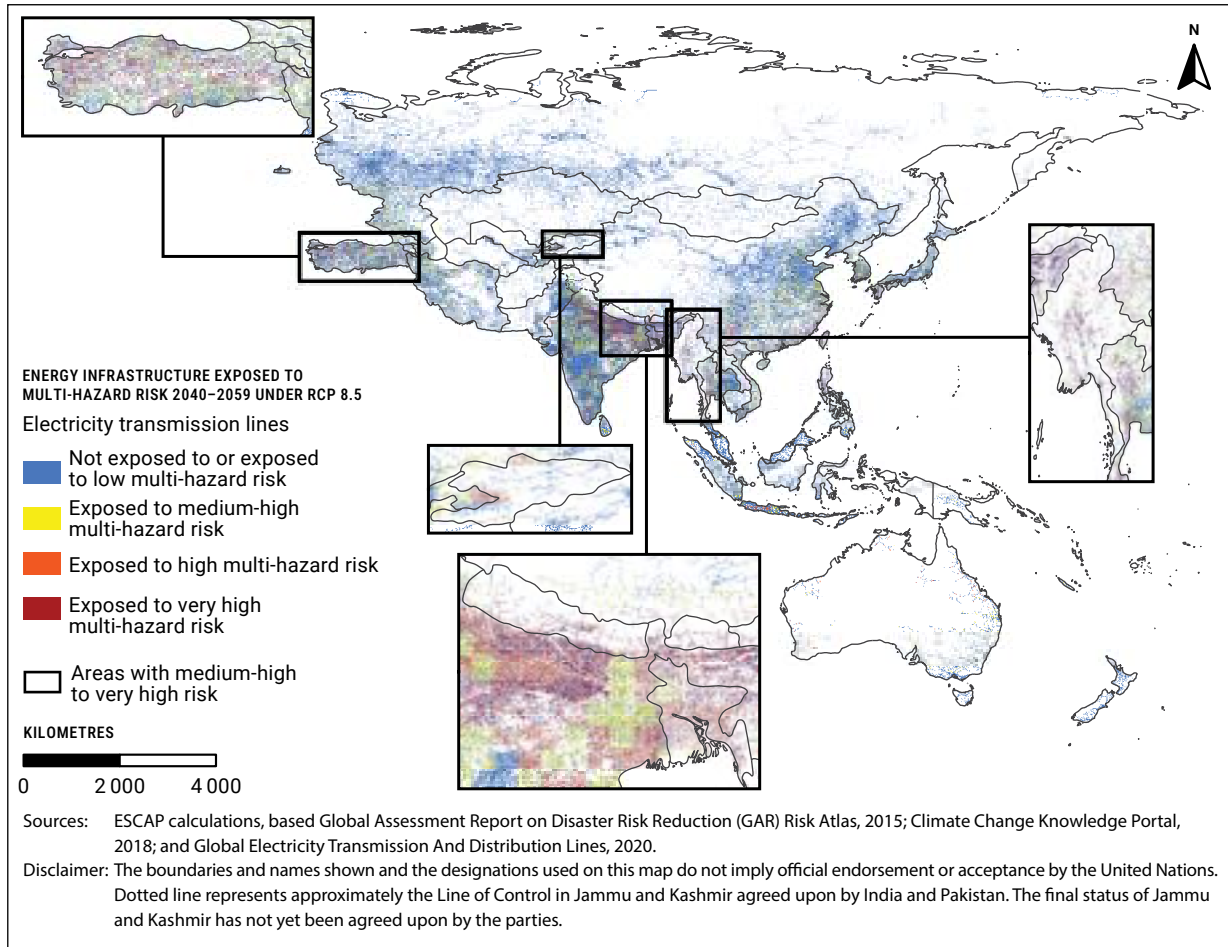 N
ENERGY INFRASTRUCTURE EXPOSED TO
MULTI-HAZARD RISK 2040–2059 UNDER RCP 8.5
Electricity transmission lines
Not exposed to or exposed
to low multi-hazard risk
Exposed to medium-high
multi-hazard risk
Exposed to high multi-hazard risk
Exposed to very high
multi-hazard risk
Areas with medium-high
to very high risk
KILOMETRES
0 2 000 4 000
Sources: ESCAP calculations, based Global Assessment Report on Disaster Risk Reduction (GAR) Risk Atlas, 2015; Climate Change Knowledge Portal,
2018; and Global Electricity Transmission And Distribution Lines, 2020.
Disclaimer: The boundaries and names shown and the designations used on this map do not imply official endorsement or acceptance by the United Nations.
Dotted line represents approximately the Line of Control in Jammu and Kashmir agreed upon by India and Pakistan. The final status of Jammu
and Kashmir has not yet been agreed upon by the parties.